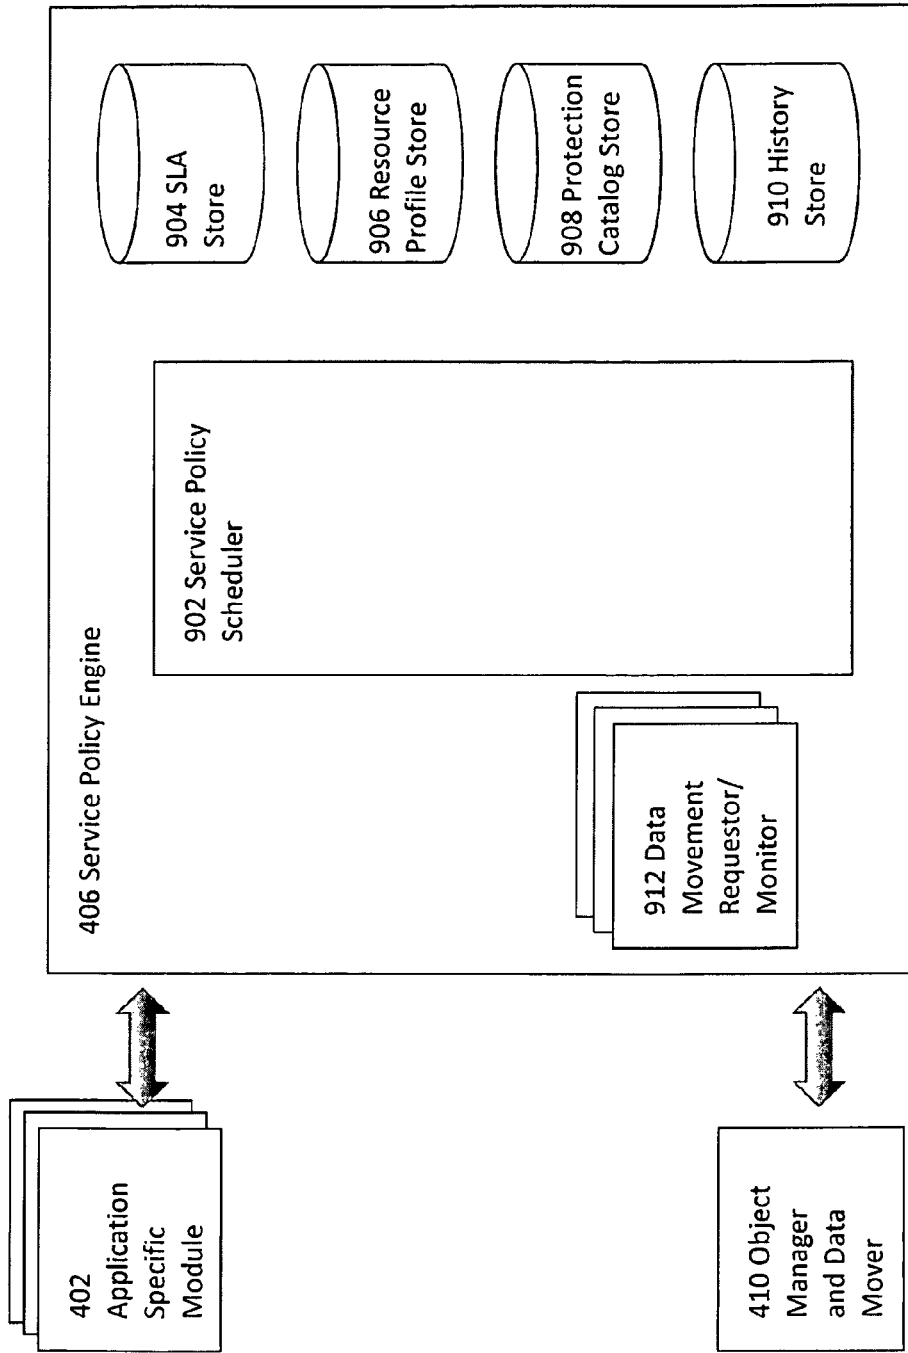 402
Application
Specific
Module
406 Service Policy Engine
902 Service Policy
Scheduler
904 SLA
Store
906 Resource
Profile Store
908 Protection
Catalog Store
910 History
Store
912 Data
Movement
Requestor/
Monitor
410 Object
Manager
and Data
Mover